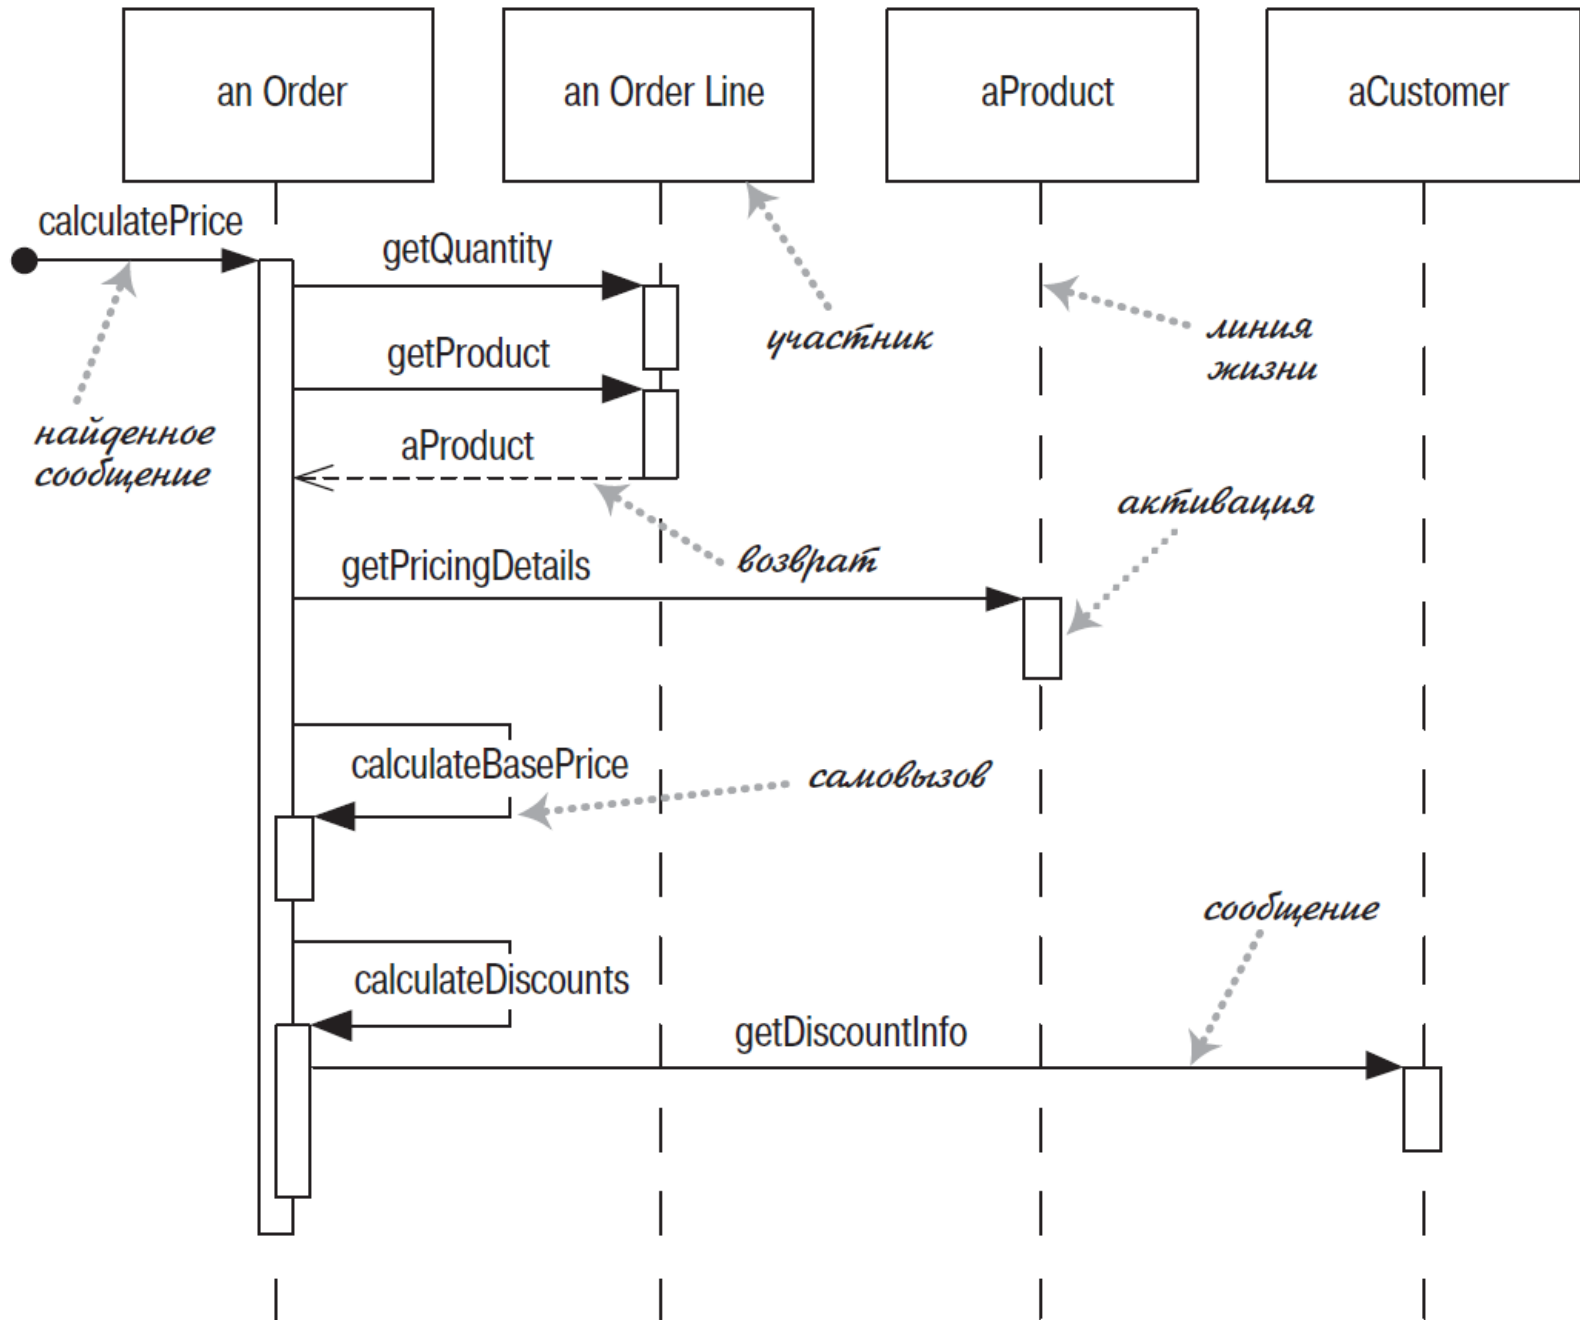 an Order
an Order Line
aProduct
aCustomer
calculatePrice
getQuantity
участник
линия
жизни
getProduct
найденное
сообщение
aProduct
активация
возврат
getPricingDetails
calculateBasePrice
самовызов
сообщение
calculateDiscounts
getDiscountInfo